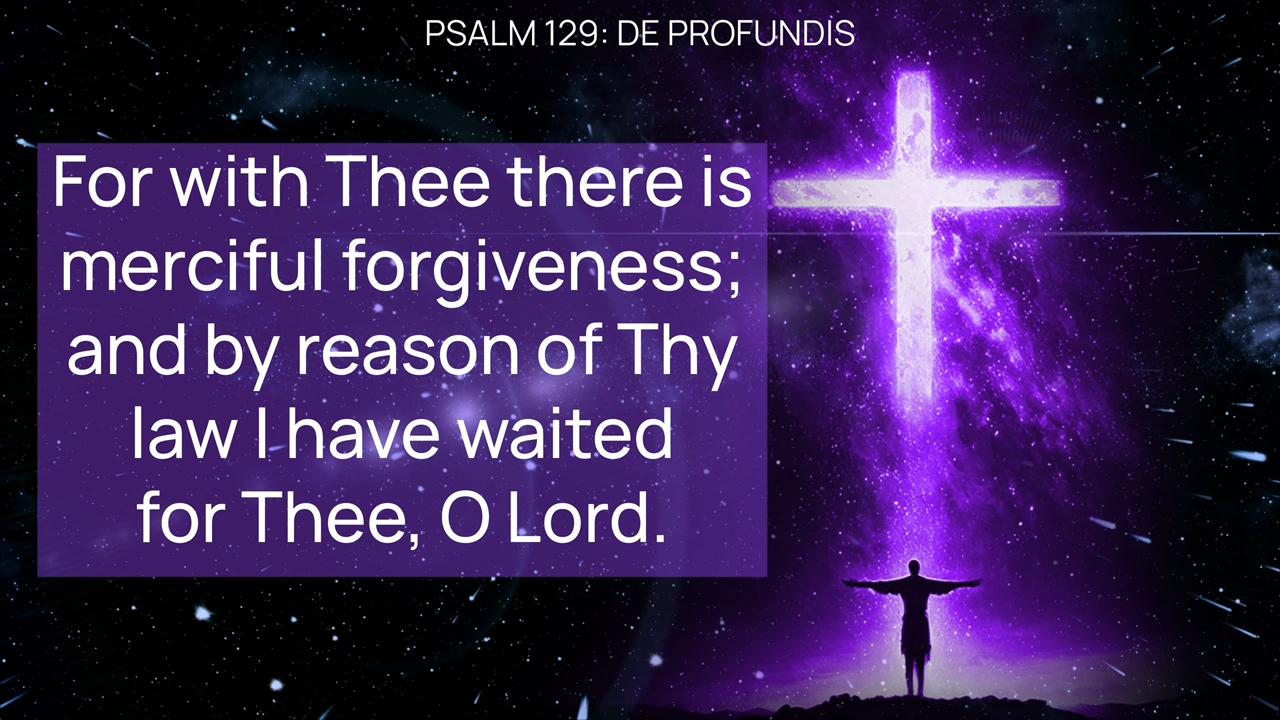 PSALM 129: DE PROFUNDIS
For with Thee there is
merciful forgiveness;
and by reason of Thy
law I have waited
for Thee, O Lord.